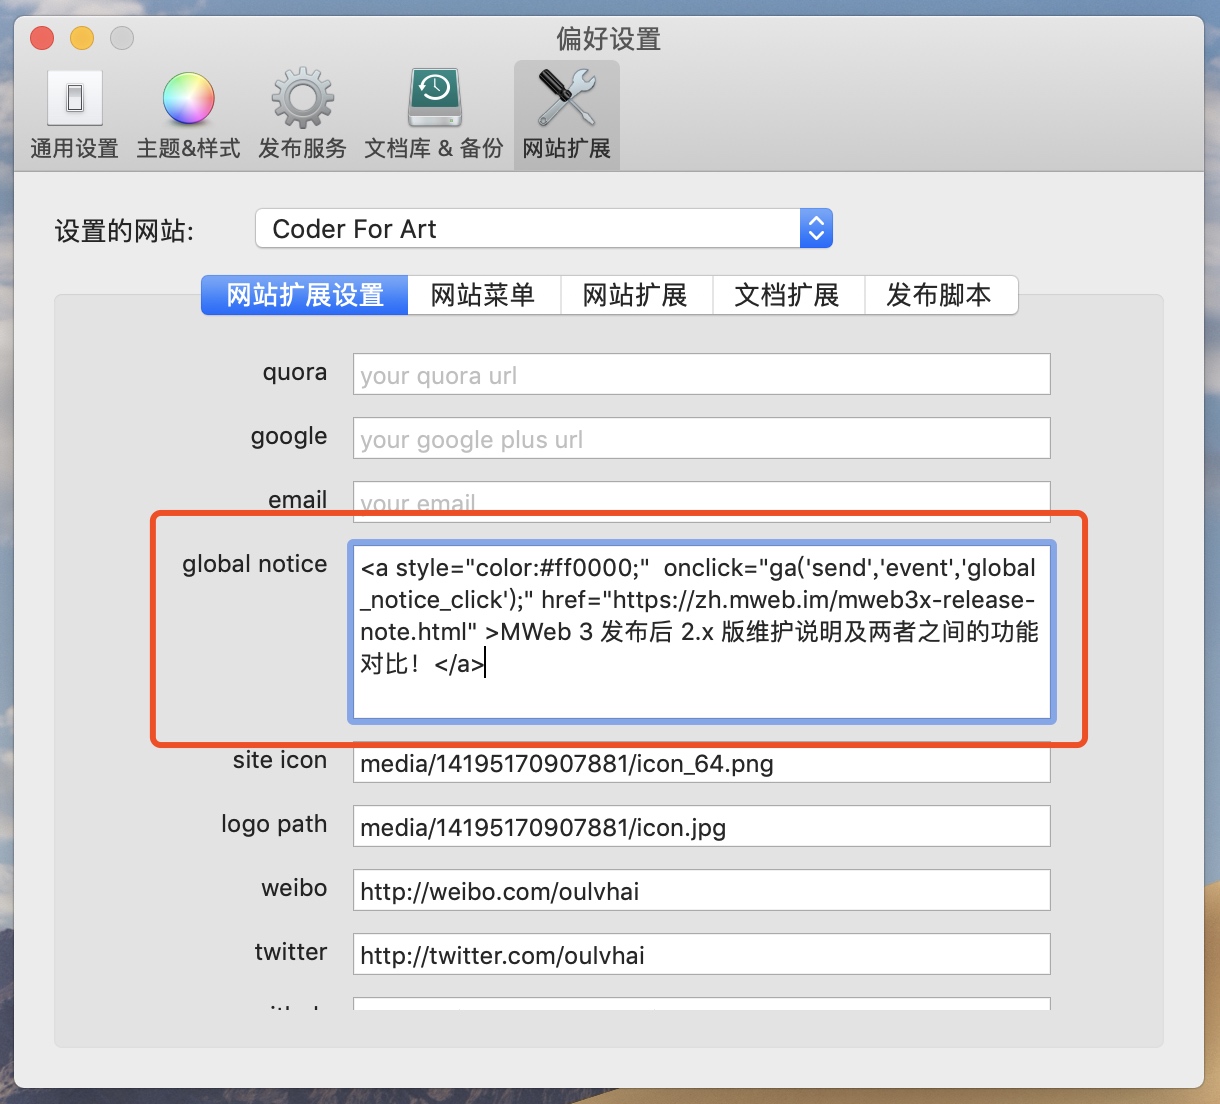 偏好设置
通用设置 主题&样式 发布服务 文档库 & 备份 网站扩展
设置的网站: Coder For Art
网站扩展设置 网站菜单 网站扩展 文档扩展 发布脚本
quora your quora url
google your google plus url
email your email
global notice <a style="color:#ff0000;"  onclick="ga('send','event','global
_notice_click');" href="https://zh.mweb.im/mweb3x-release-
note.html" >MWeb 3 发布后 2.x 版维护说明及两者之间的功能
对比！</a>
site icon media/14195170907881/icon_64.png
logo path media/14195170907881/icon.jpg
weibo http://weibo.com/oulvhai
twitter http://twitter.com/oulvhai